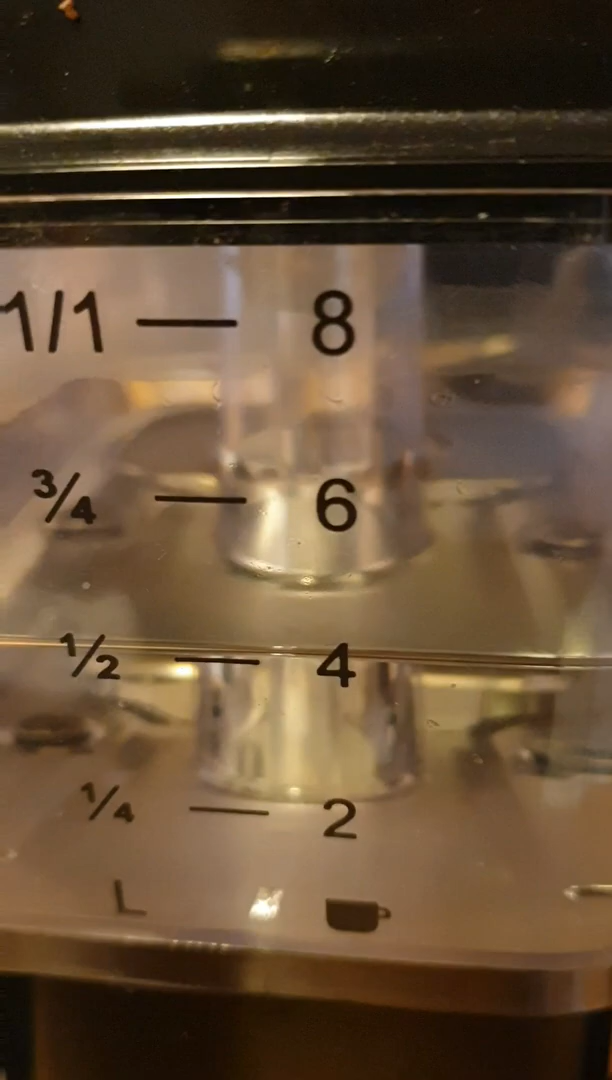 1/1 — 8
3/4 — 6
1/2 — 4
1/4 — 2
L